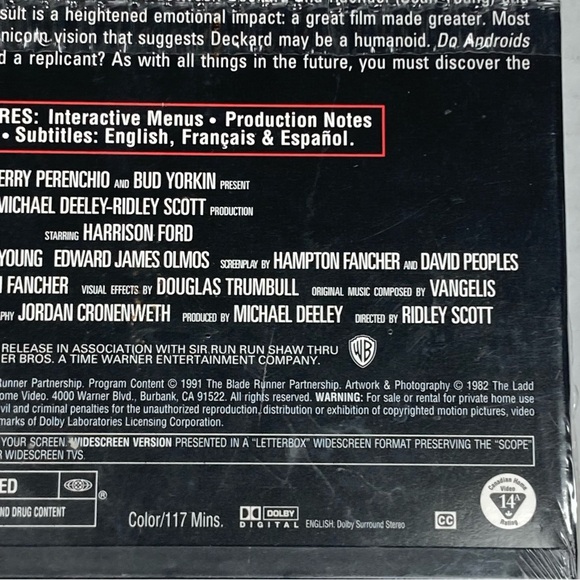 sult is a heightened emotional impact: a great film made greater. Most
nicorn vision that suggests Deckard may be a humanoid. Do Androids
d a replicant? As with all things in the future, you must discover the
RES: Interactive Menus • Production Notes
• Subtitles: English, Français & Español.
ERRY PERENCHIO AND BUD YORKIN PRESENT
MICHAEL DEELEY-RIDLEY SCOTT PRODUCTION
STARRING HARRISON FORD
YOUNG EDWARD JAMES OLMOS SCREENPLAY BY HAMPTON FANCHER AND DAVID PEOPLES
FANCHER VISUAL EFFECTS BY DOUGLAS TRUMBULL ORIGINAL MUSIC COMPOSED BY VANGELIS
PHY JORDAN CRONENWETH PRODUCED BY MICHAEL DEELEY DIRECTED BY RIDLEY SCOTT
RELEASE IN ASSOCIATION WITH SIR RUN RUN SHAW THRU
ER BROS. A TIME WARNER ENTERTAINMENT COMPANY.
WB
Runner Partnership. Program Content © 1991 The Blade Runner Partnership. Artwork & Photography © 1982 The Ladd
Home Video. 4000 Warner Blvd., Burbank, CA 91522. All rights reserved. WARNING: For sale or rental for private home use
vil and criminal penalties for the unauthorized reproduction, distribution or exhibition of copyrighted motion pictures, video
marks of Dolby Laboratories Licensing Corporation.
YOUR SCREEN. WIDESCREEN VERSION PRESENTED IN A "LETTERBOX" WIDESCREEN FORMAT PRESERVING THE "SCOPE"
R WIDESCREEN TVS.
ED
®
ND DRUG CONTENT
Color/117 Mins.
DOLBY
DIGITAL
ENGLISH: Dolby Surround Stereo
CC
Canadian Home
Video
14A
Rating